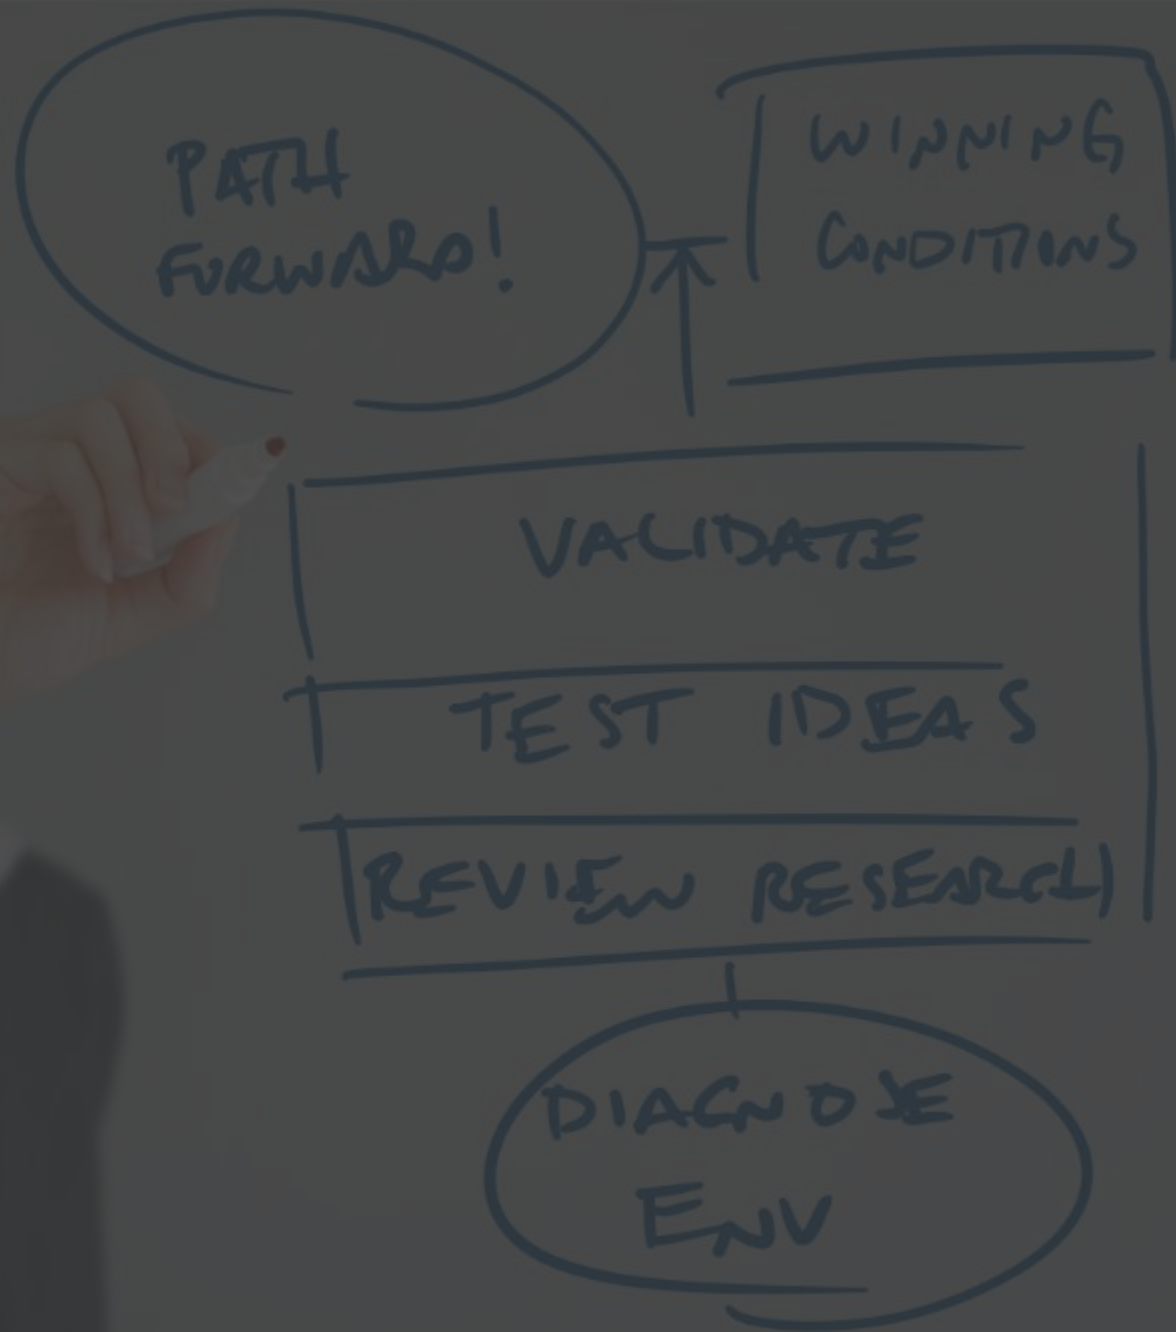 PATH
FORWARD!
WINNING
CONDITIONS
VALIDATE
TEST IDEAS
REVIEW RESEARCH
DIAGNOSE
ENV